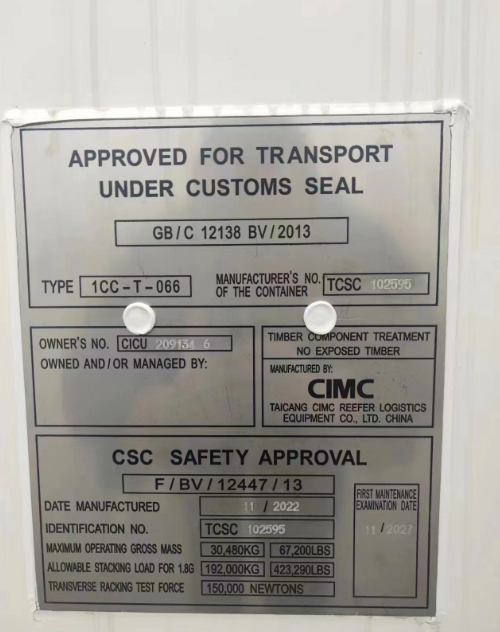 APPROVED FOR TRANSPORT
UNDER CUSTOMS SEAL
GB/C 12138 BV/2013
TYPE 1CC-T-066
MANUFACTURER'S NO. OF THE CONTAINER TCSC 102595
OWNER'S NO. CICU 209134 6
OWNED AND/OR MANAGED BY:
TIMBER COMPONENT TREATMENT
NO EXPOSED TIMBER
MANUFACTURED BY:
CIMC
TAICANG CIMC REEFER LOGISTICS
EQUIPMENT CO., LTD. CHINA
CSC SAFETY APPROVAL
F/BV/12447/13
DATE MANUFACTURED 11 / 2022
IDENTIFICATION NO. TCSC 102595
MAXIMUM OPERATING GROSS MASS 30,480KG 67,200LBS
ALLOWABLE STACKING LOAD FOR 1.8G 192,000KG 423,290LBS
TRANSVERSE RACKING TEST FORCE 150,000 NEWTONS
FIRST MAINTENANCE
EXAMINATION DATE
11 / 2027